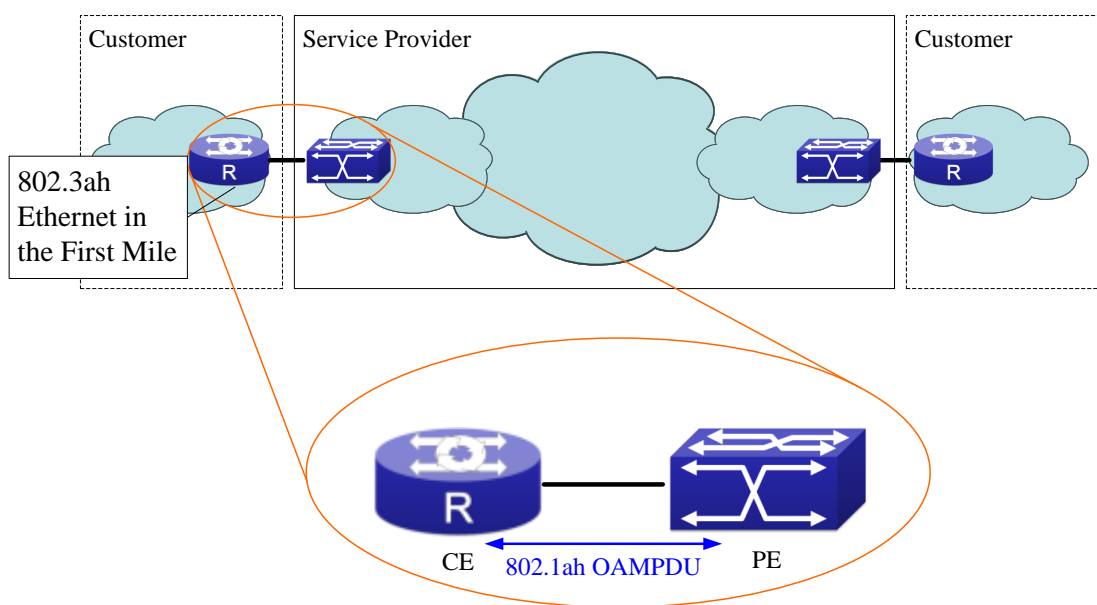 Customer
Service Provider
Customer
802.3ah
Ethernet in
the First Mile
R
R
R
CE
802.1ah OAMPDU
PE